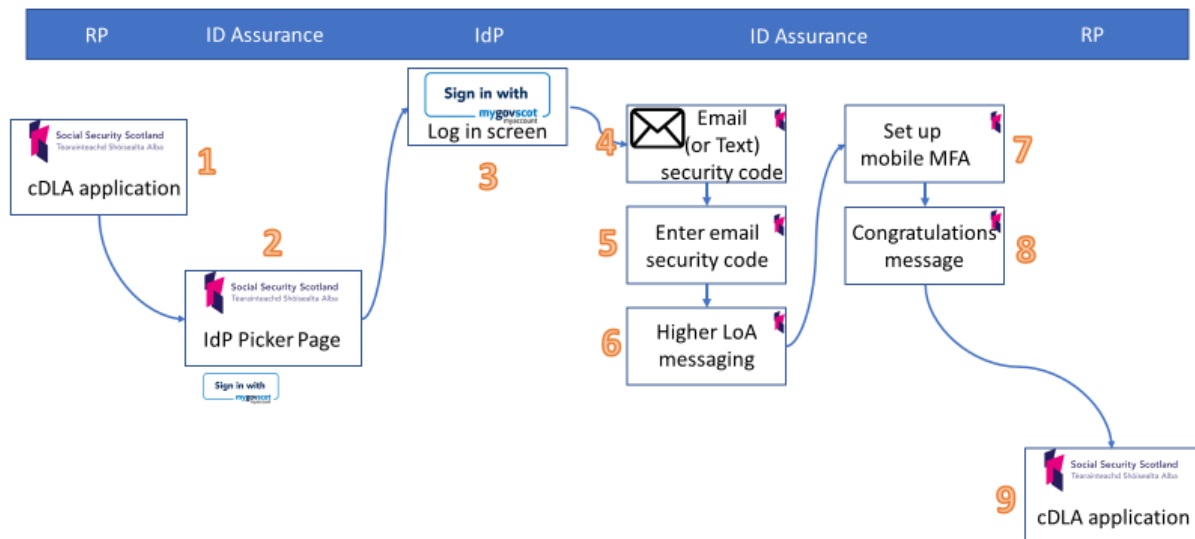 RP
ID Assurance
IdP
ID Assurance
RP
Social Security Scotland
Tèarainteachd Shòisealta Alba
cDLA application
1
2
Social Security Scotland
Tèarainteachd Shòisealta Alba
IdP Picker Page
Sign in with
mygovscot
myaccount
Sign in with
mygovscot
myaccount
Log in screen
3
4
Email
(or Text)
security code
5
Enter email
security code
6
Higher LoA
messaging
Set up
mobile MFA
7
Congratulations
message
8
9
Social Security Scotland
Tèarainteachd Shòisealta Alba
cDLA application